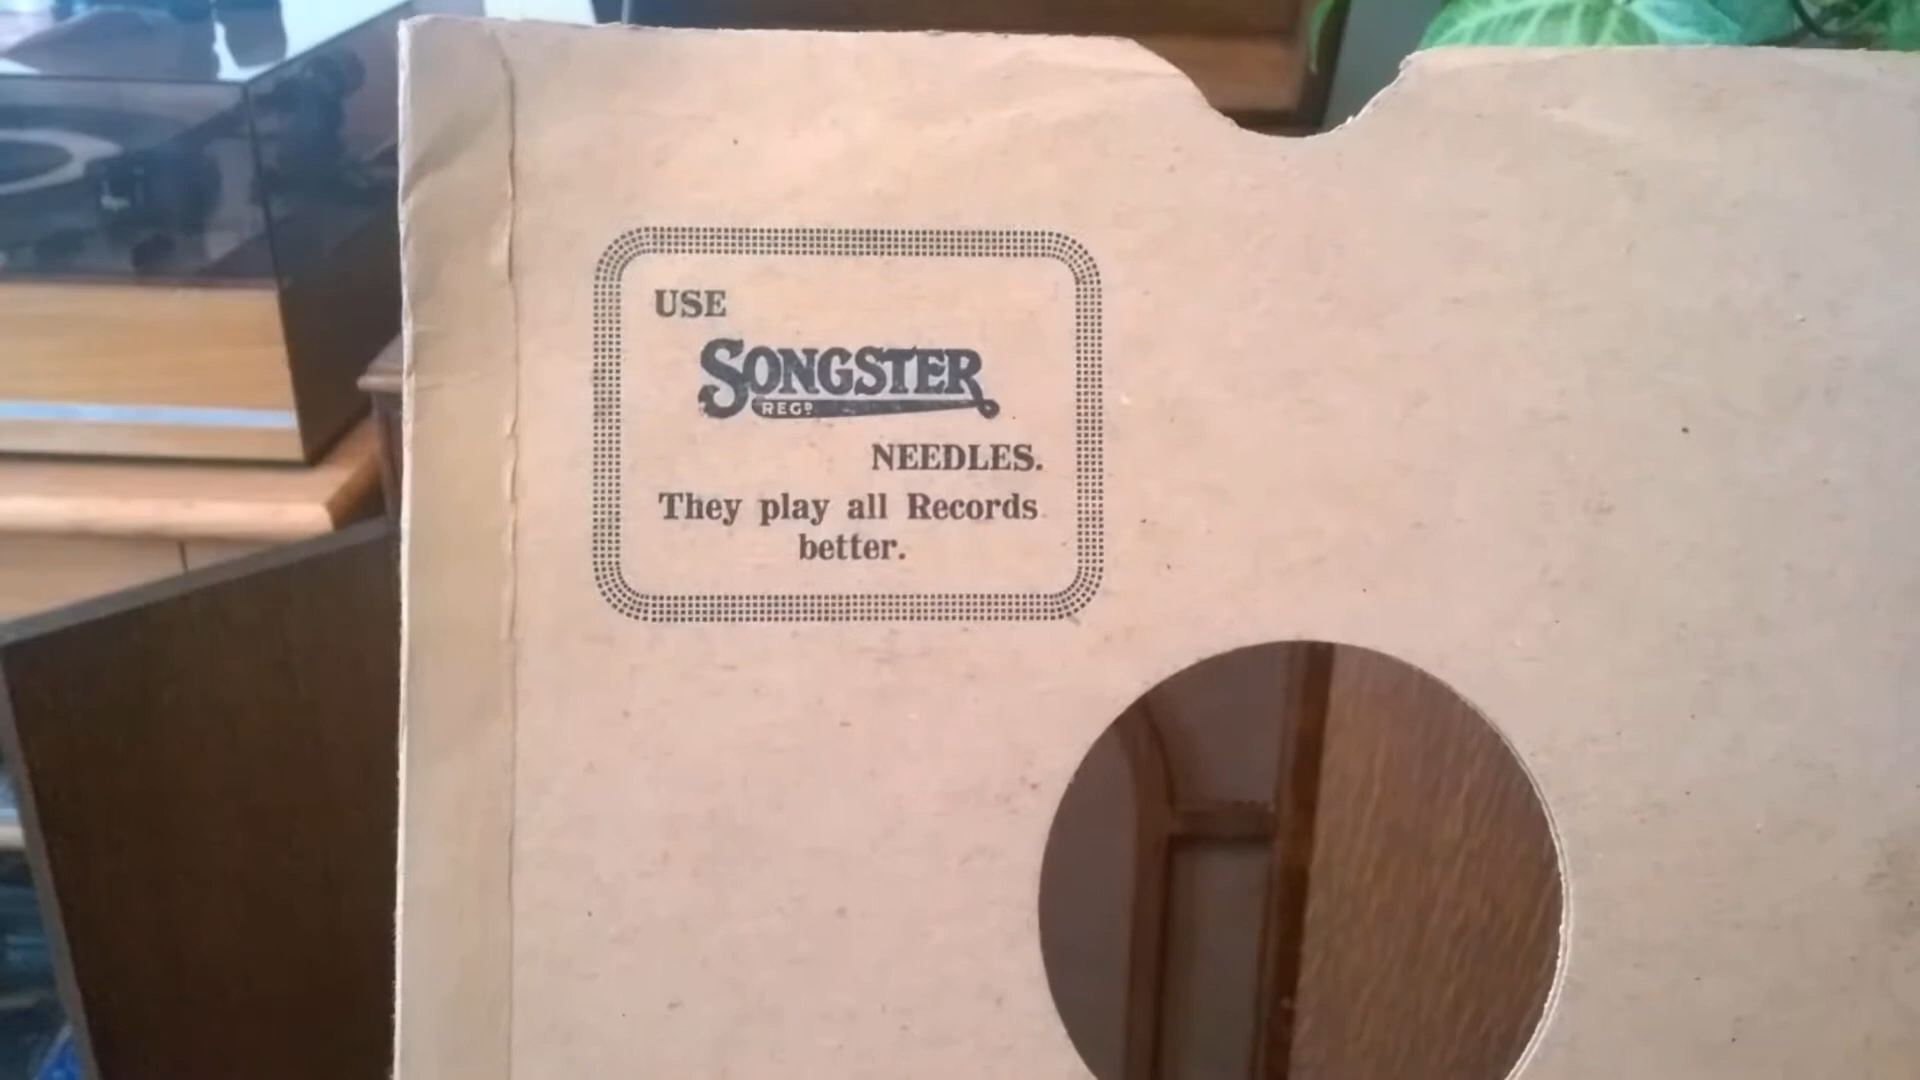 USE
SONGSTER
REGD
NEEDLES.
They play all Records
better.